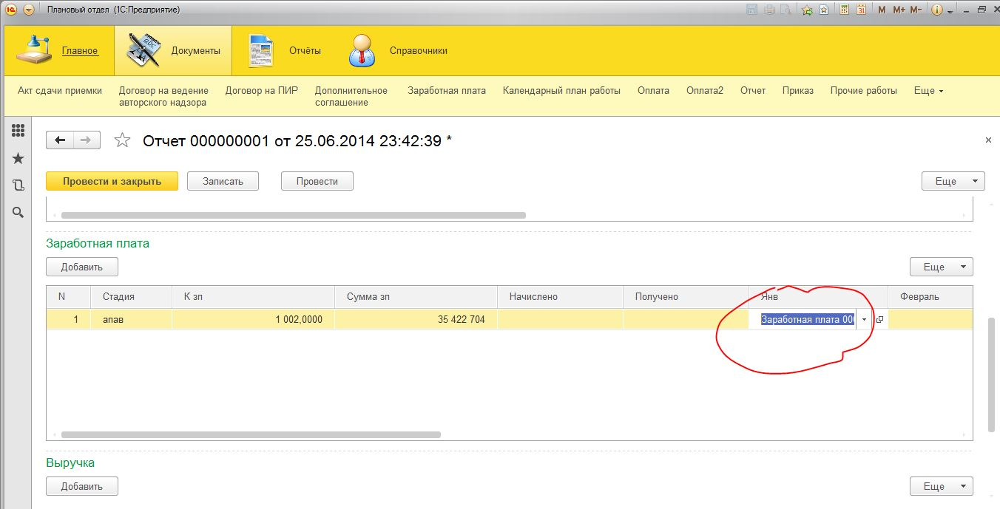 Плановый отдел (1С:Предприятие)
M M+ M-
Главное Документы Отчёты Справочники
Акт сдачи приемки Договор на ведение авторского надзора Договор на ПИР Дополнительное соглашение Заработная плата Календарный план работы Оплата Оплата2 Отчет Приказ Прочие работы Еще
Отчет 000000001 от 25.06.2014 23:42:39 *
Провести и закрыть Записать Провести Еще
Заработная плата
Добавить Еще
N Стадия К зп Сумма зп Начислено Получено Янв Февраль
1 апав 1 002,0000 35 422 704 Заработная плата 00
Выручка
Добавить Еще